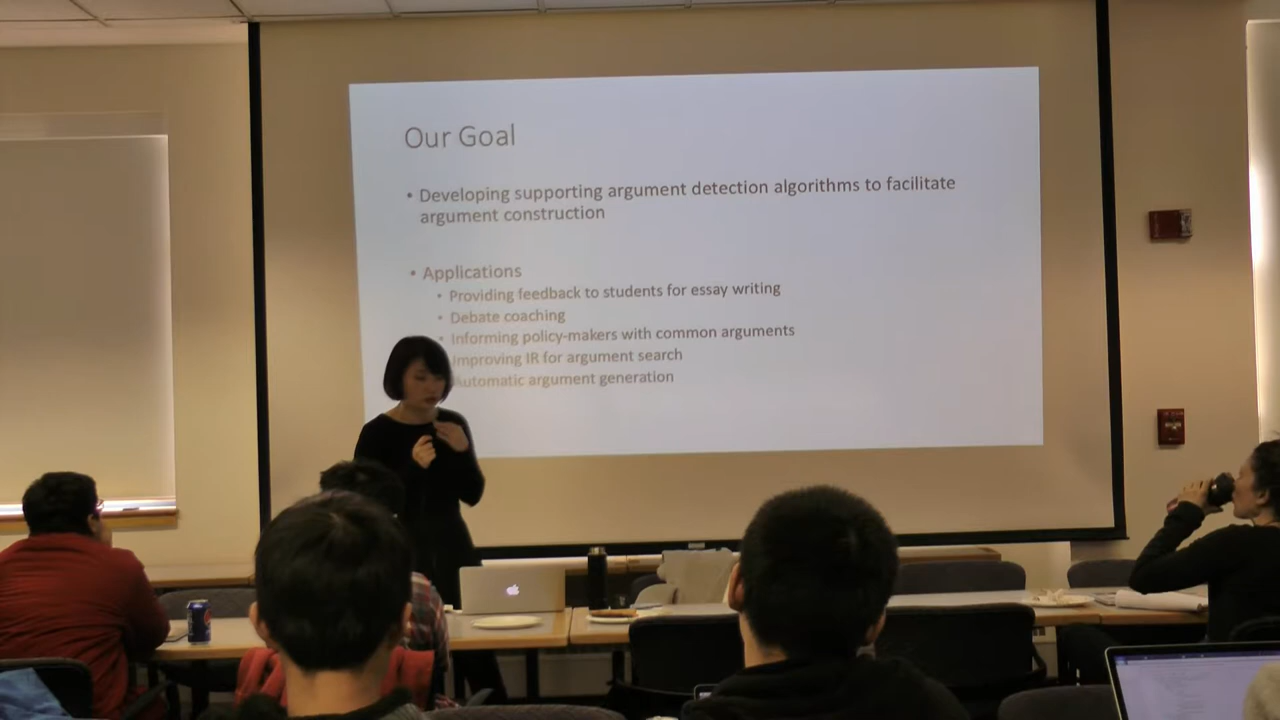 Our Goal
• Developing supporting argument detection algorithms to facilitate
argument construction
• Applications
• Providing feedback to students for essay writing
• Debate coaching
• Informing policy-makers with common arguments
Improving IR for argument search
Automatic argument generation